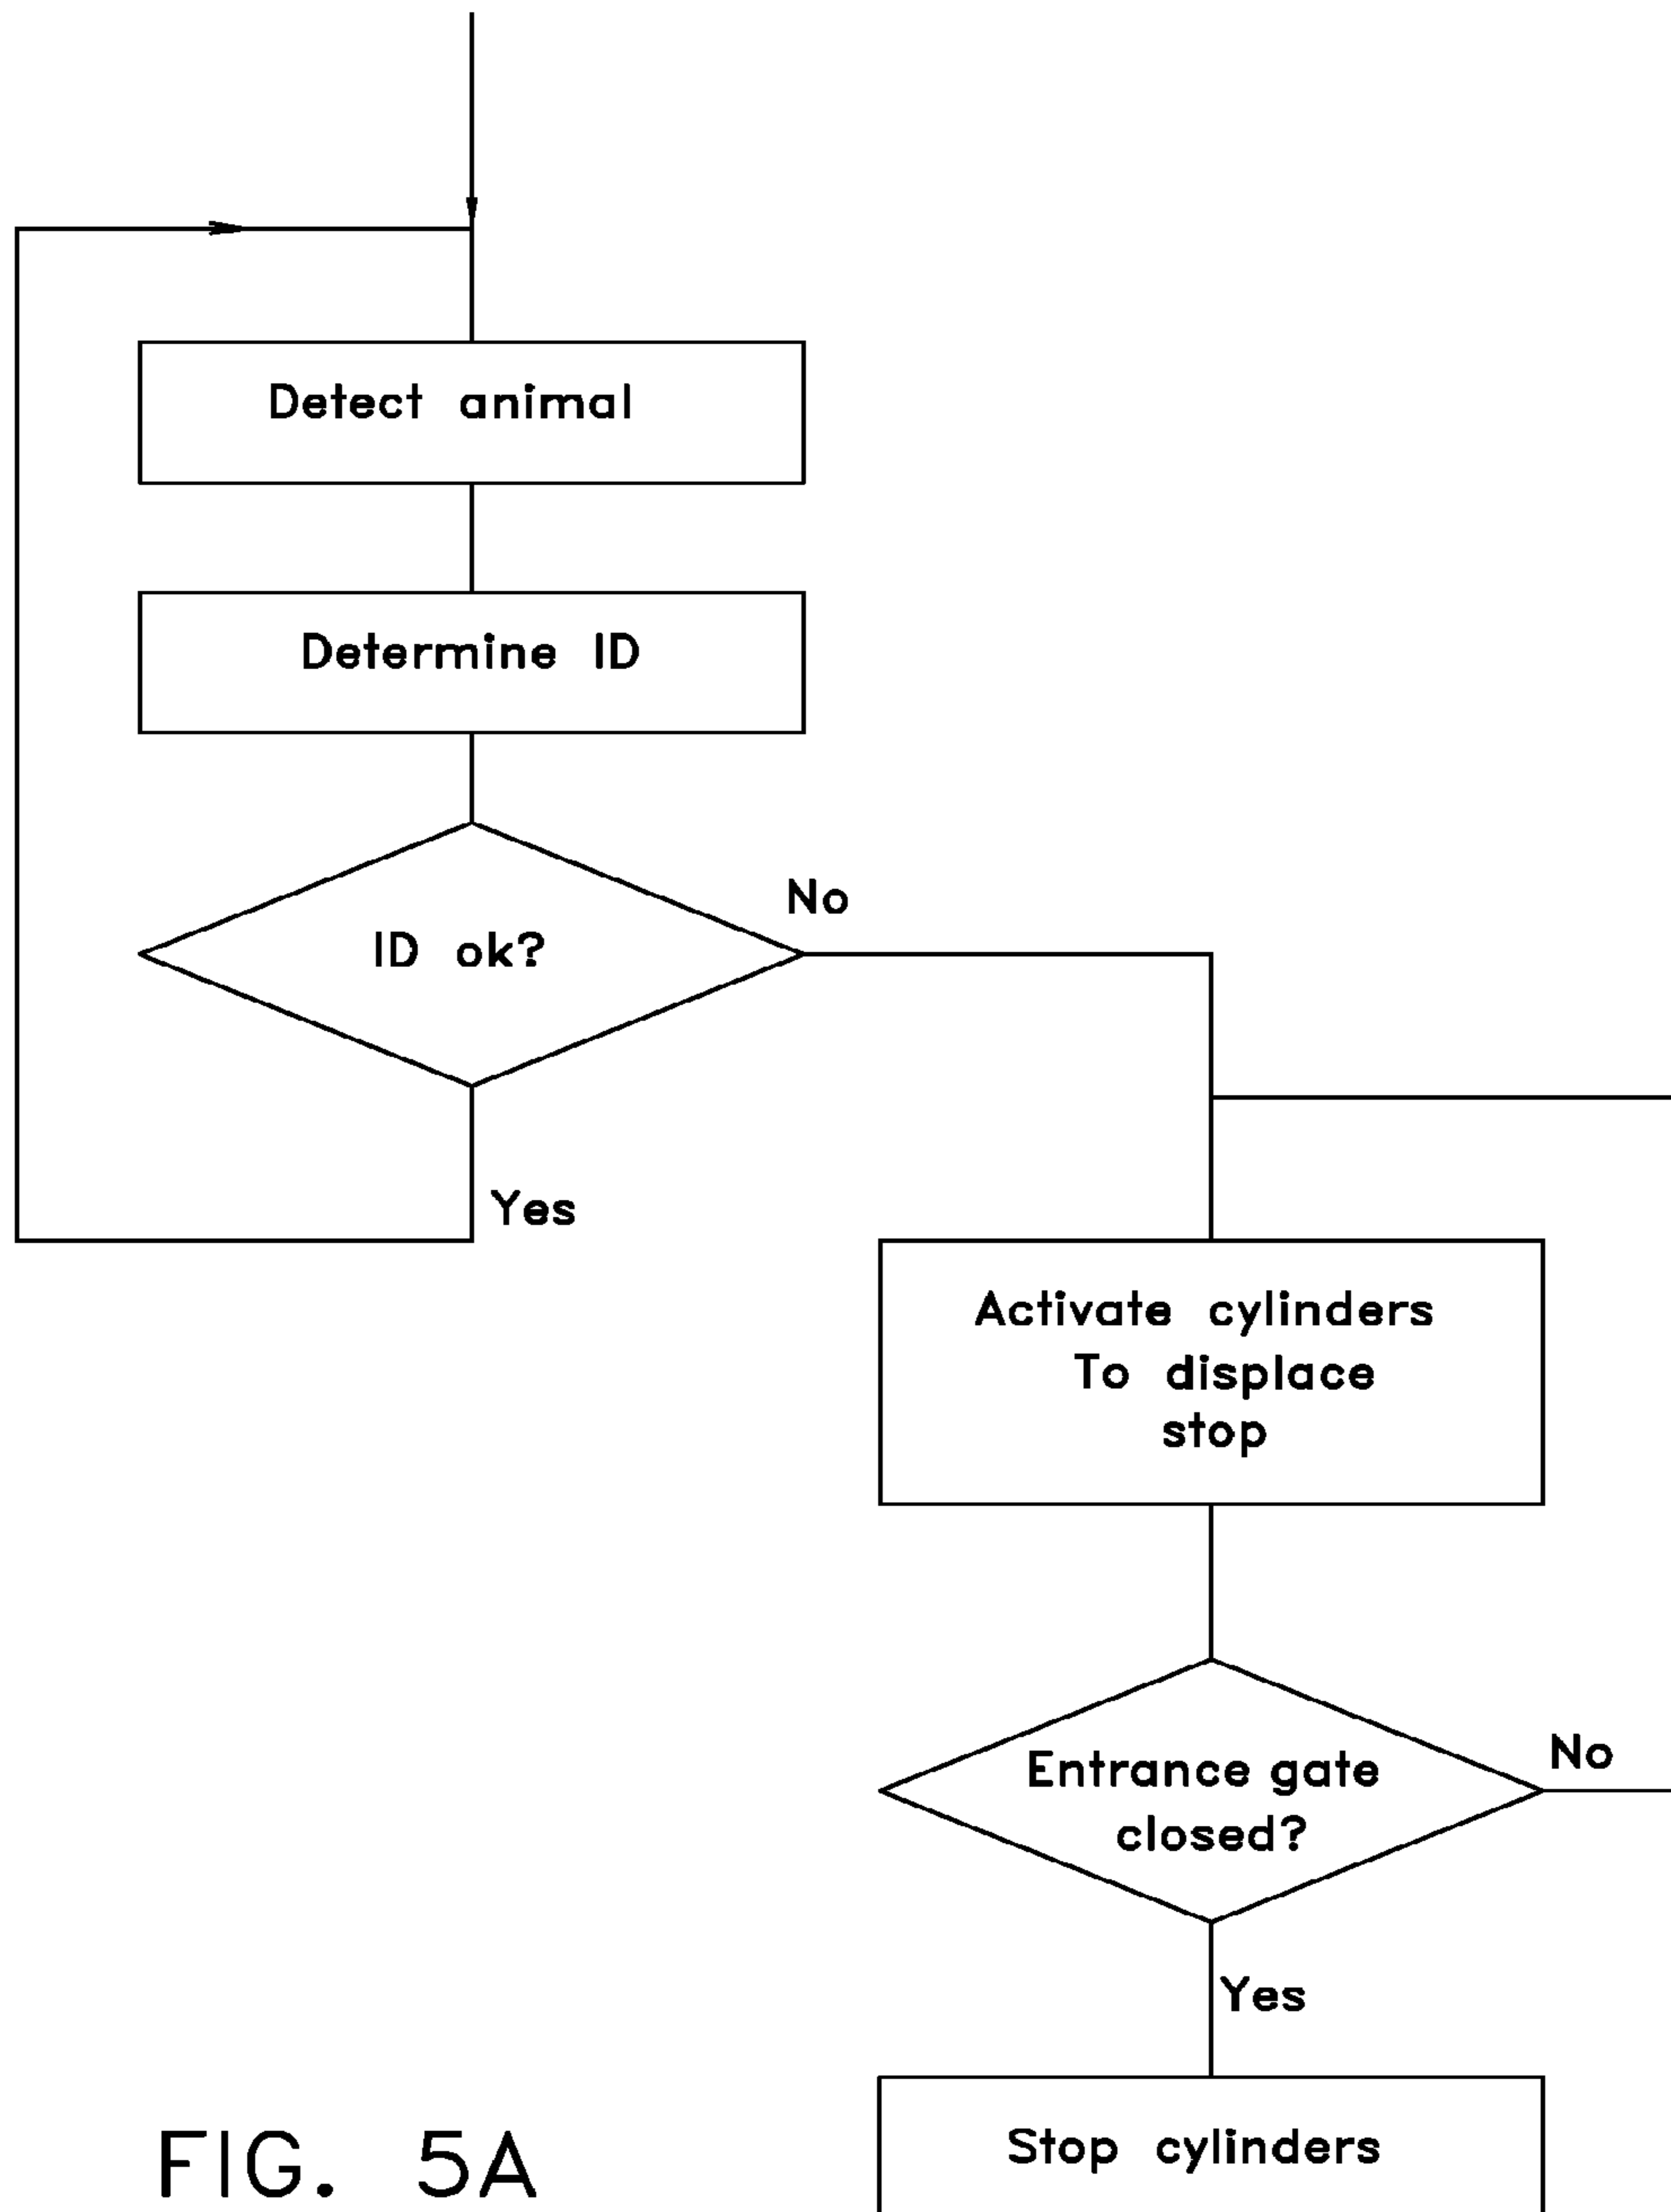 Detect animal
Determine ID
ID ok?
No
Yes
Activate cylinders
To displace
stop
Entrance gate
closed?
No
Yes
Stop cylinders
FIG. 5A